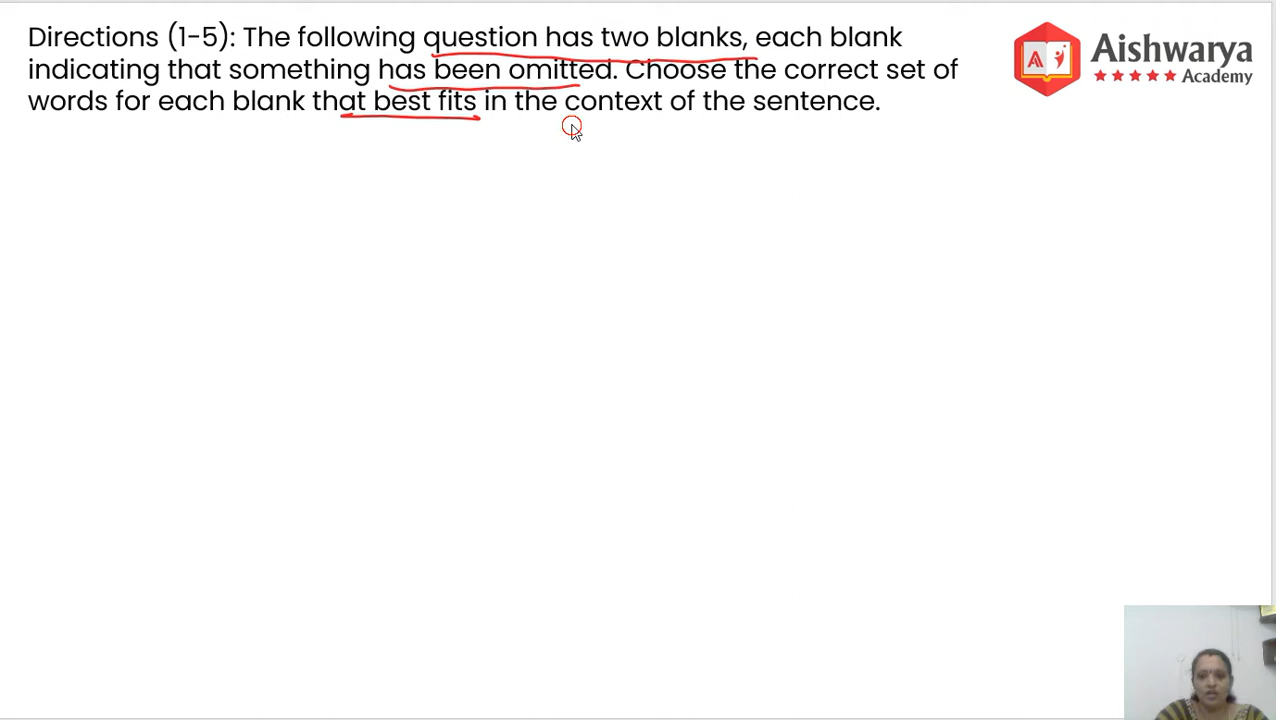 Directions (1-5): The following question has two blanks, each blank
indicating that something has been omitted. Choose the correct set of
words for each blank that best fits in the context of the sentence.
Aishwarya
Academy